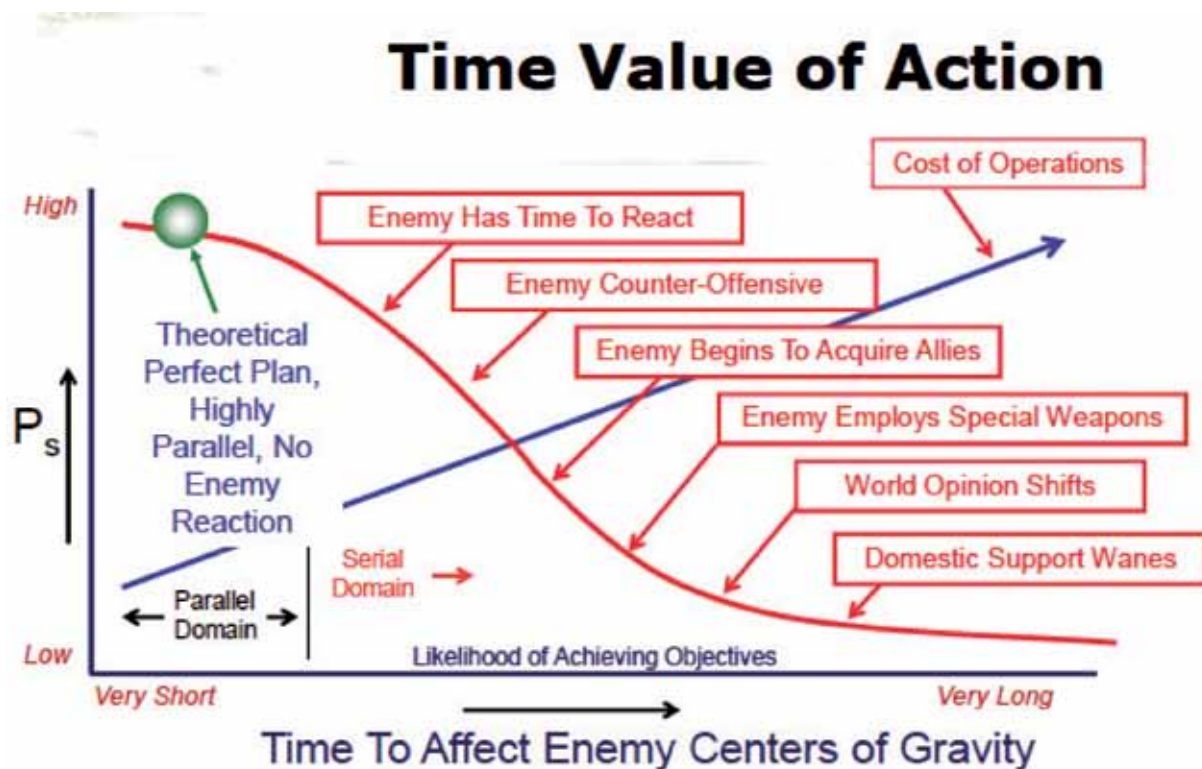 Time Value of Action
Cost of Operations
High
Enemy Has Time To React
Enemy Counter-Offensive
Theoretical
Perfect Plan,
Highly
Parallel, No
Enemy
Reaction
Enemy Begins To Acquire Allies
Ps
Enemy Employs Special Weapons
World Opinion Shifts
Serial
Domain
Domestic Support Wanes
Parallel
Domain
Low
Likelihood of Achieving Objectives
Very Short
Very Long
Time To Affect Enemy Centers of Gravity